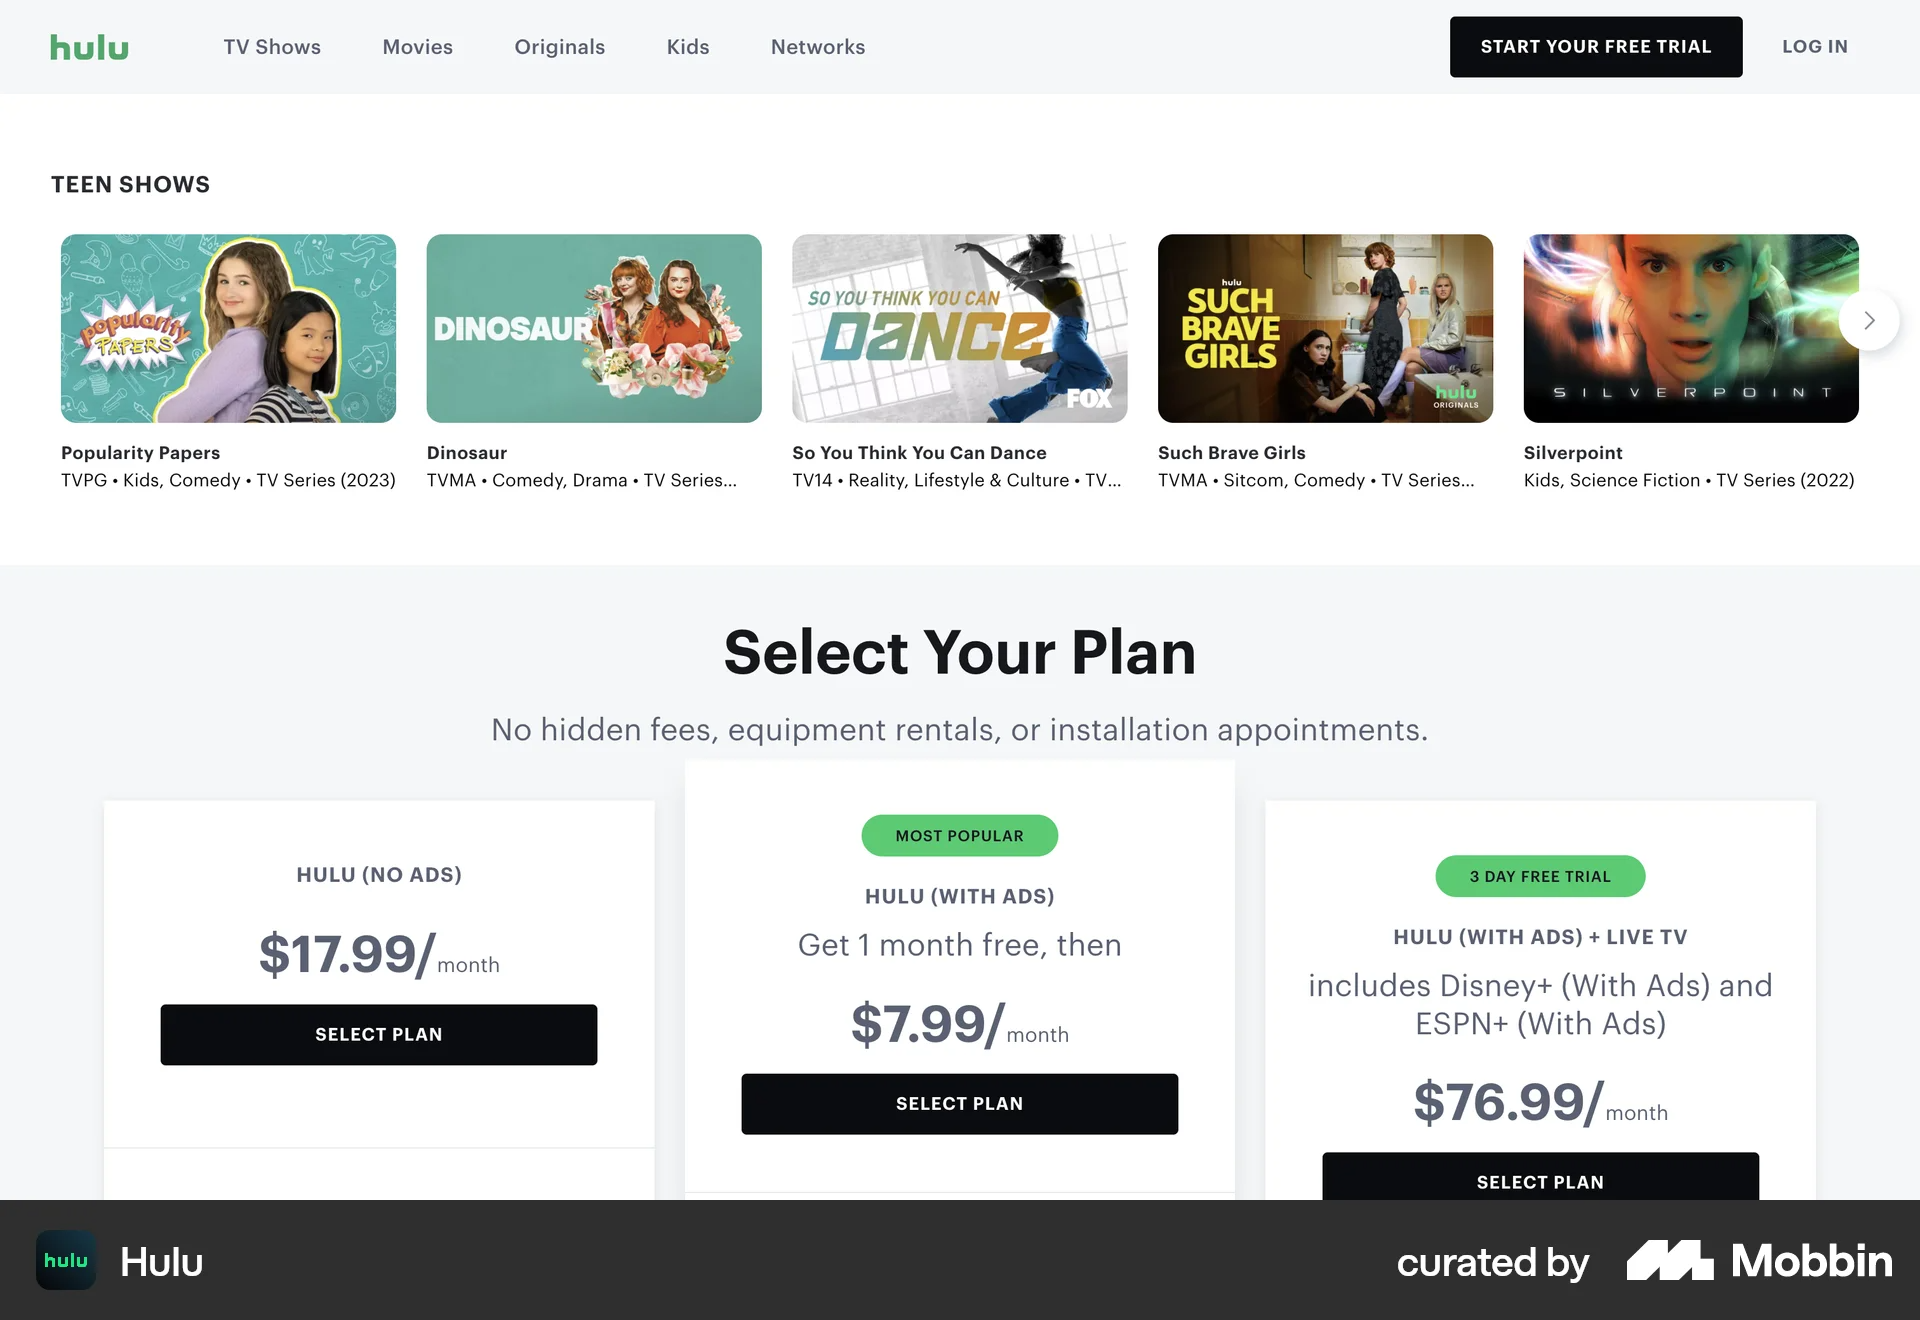 hulu
TV Shows
Movies
Originals
Kids
Networks
START YOUR FREE TRIAL
LOG IN
TEEN SHOWS
popularity
PAPERS
DINOSAUR
SO YOU THINK YOU CAN
DANCE
FOX
hulu
SUCH
BRAVE
GIRLS
hulu
ORIGINALS
SILVERPOINT
Popularity Papers
TVPG • Kids, Comedy • TV Series (2023)
Dinosaur
TVMA • Comedy, Drama • TV Series...
So You Think You Can Dance
TV14 • Reality, Lifestyle & Culture • TV...
Such Brave Girls
TVMA • Sitcom, Comedy • TV Series...
Silverpoint
Kids, Science Fiction • TV Series (2022)
Select Your Plan
No hidden fees, equipment rentals, or installation appointments.
HULU (NO ADS)
$17.99/month
SELECT PLAN
MOST POPULAR
HULU (WITH ADS)
Get 1 month free, then
$7.99/month
SELECT PLAN
3 DAY FREE TRIAL
HULU (WITH ADS) + LIVE TV
includes Disney+ (With Ads) and
ESPN+ (With Ads)
$76.99/month
SELECT PLAN
hulu
Hulu
curated by
Mobbin